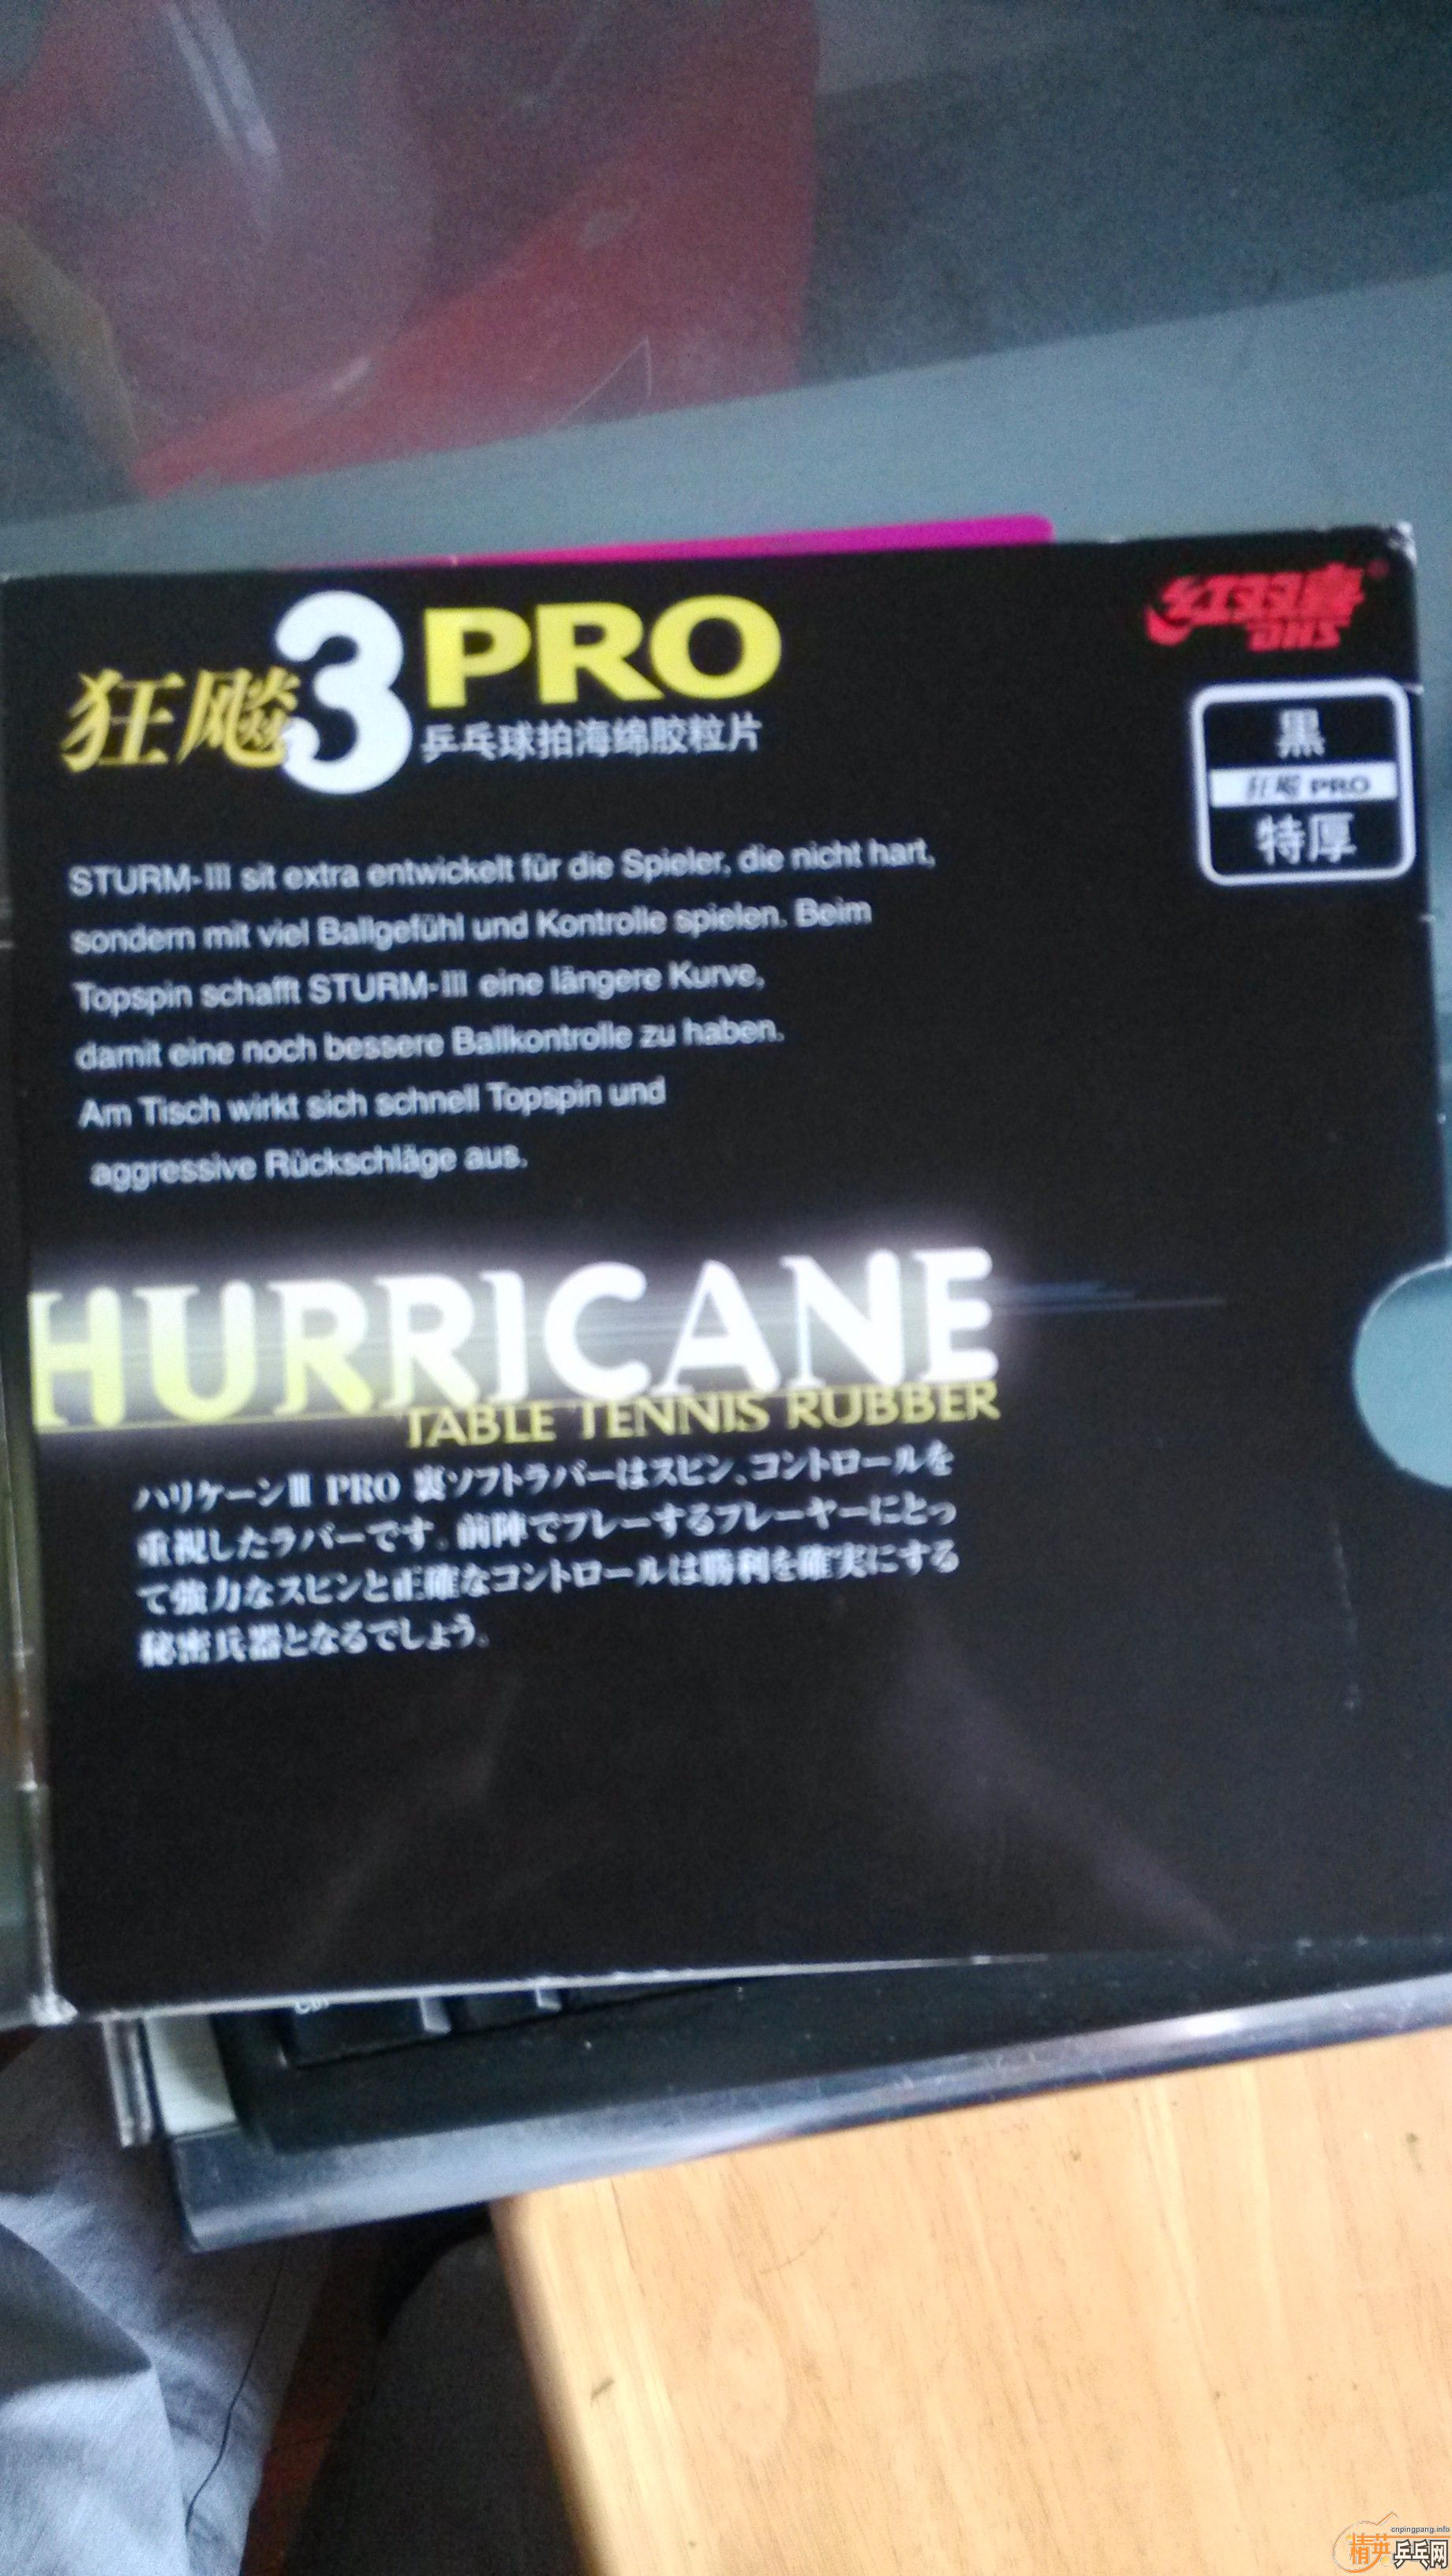 狂飚3 PRO
乒乓球拍海绵胶粒片
红双喜®
DHS
黒
狂飚 PRO
特厚
STURM-III sit extra entwickelt für die Spieler, die nicht hart,
sondern mit viel Ballgefühl und Kontrolle spielen. Beim
Topspin schafft STURM-III eine längere Kurve,
damit eine noch bessere Ballkontrolle zu haben.
Am Tisch wirkt sich schnell Topspin und
aggressive Rückschläge aus.
HURRICANE
TABLE TENNIS RUBBER
ハリケーンⅢ PRO 裏ソフトラバーはスピン、コントロールを
重視したラバーです。前陣でプレーするプレーヤーにとっ
て強力なスピンと正確なコントロールは勝利を確実にする
秘密兵器となるでしょう。
Ctrl
cnpingpang.info
精英乒乓网